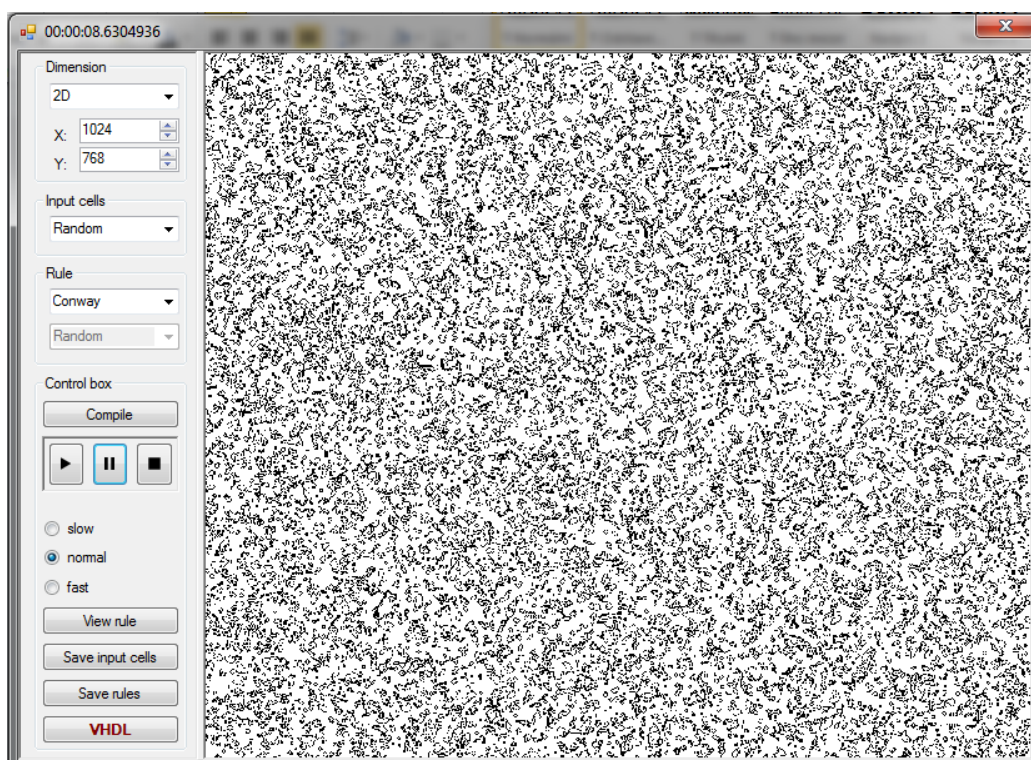 00:00:08.6304936
Dimension
2D
X: 1024
Y: 768
Input cells
Random
Rule
Conway
Random
Control box
Compile
slow
normal
fast
View rule
Save input cells
Save rules
VHDL